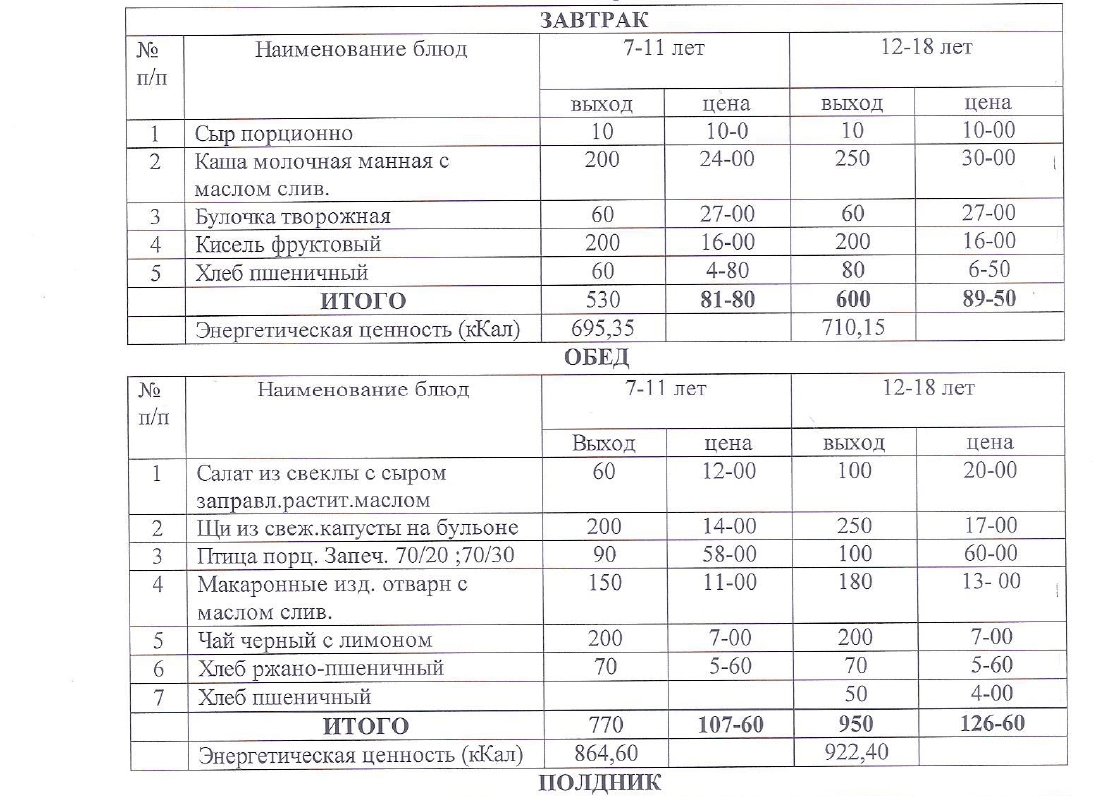 ЗАВТРАК
№ п/п Наименование блюд 7-11 лет 12-18 лет
выход цена выход цена
1 Сыр порционно 10 10-0 10 10-00
2 Каша молочная манная с 200 24-00 250 30-00
маслом слив.
3 Булочка творожная 60 27-00 60 27-00
4 Кисель фруктовый 200 16-00 200 16-00
5 Хлеб пшеничный 60 4-80 80 6-50
ИТОГО 530 81-80 600 89-50
Энергетическая ценность (кКал) 695,35 710,15
ОБЕД
№ п/п Наименование блюд 7-11 лет 12-18 лет
Выход цена выход цена
1 Салат из свеклы с сыром 60 12-00 100 20-00
заправл.растит.маслом
2 Щи из свеж.капусты на бульоне 200 14-00 250 17-00
3 Птица порц. Запеч. 70/20 ;70/30 90 58-00 100 60-00
4 Макаронные изд. отварн с 150 11-00 180 13- 00
маслом слив.
5 Чай черный с лимоном 200 7-00 200 7-00
6 Хлеб ржано-пшеничный 70 5-60 70 5-60
7 Хлеб пшеничный 50 4-00
ИТОГО 770 107-60 950 126-60
Энергетическая ценность (кКал) 864,60 922,40
ПОЛДНИК